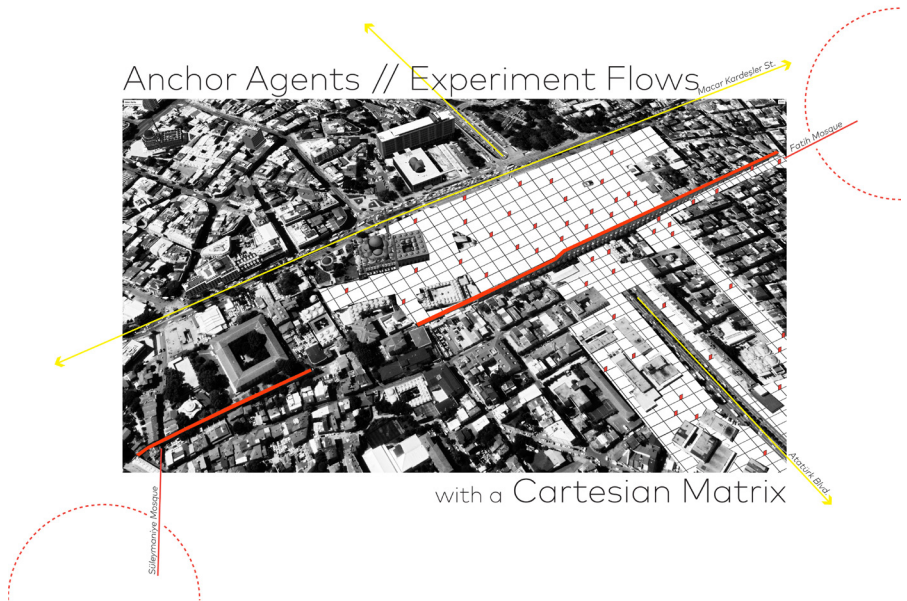 Anchor Agents // Experiment Flows
Macar Kardeşler St.
Fatih Mosque
with a Cartesian Matrix
Atatürk Blvd.
Süleymaniye Mosque